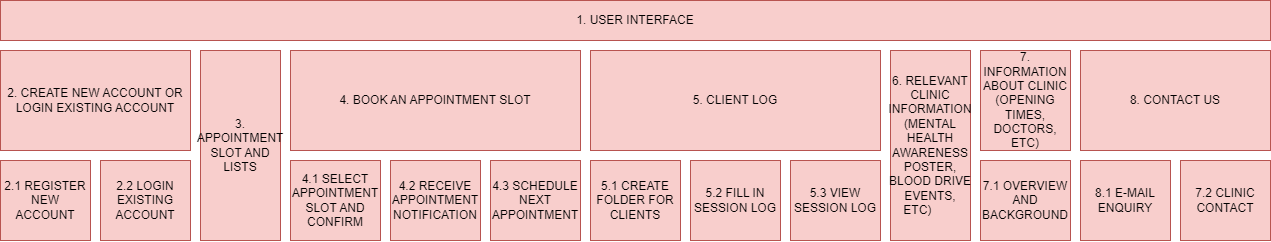 1. USER INTERFACE
2. CREATE NEW ACCOUNT OR
LOGIN EXISTING ACCOUNT
3.
APPOINTMENT
SLOT AND
LISTS
4. BOOK AN APPOINTMENT SLOT
5. CLIENT LOG
6. RELEVANT
CLINIC
INFORMATION
(MENTAL
HEALTH
AWARENESS
POSTER,
BLOOD DRIVE
EVENTS,
ETC)
7.
INFORMATION
ABOUT CLINIC
(OPENING
TIMES,
DOCTORS,
ETC)
8. CONTACT US
2.1 REGISTER
NEW
ACCOUNT
2.2 LOGIN
EXISTING
ACCOUNT
4.1 SELECT
APPOINTMENT
SLOT AND
CONFIRM
4.2 RECEIVE
APPOINTMENT
NOTIFICATION
4.3 SCHEDULE
NEXT
APPOINTMENT
5.1 CREATE
FOLDER FOR
CLIENTS
5.2 FILL IN
SESSION LOG
5.3 VIEW
SESSION LOG
7.1 OVERVIEW
AND
BACKGROUND
8.1 E-MAIL
ENQUIRY
7.2 CLINIC
CONTACT